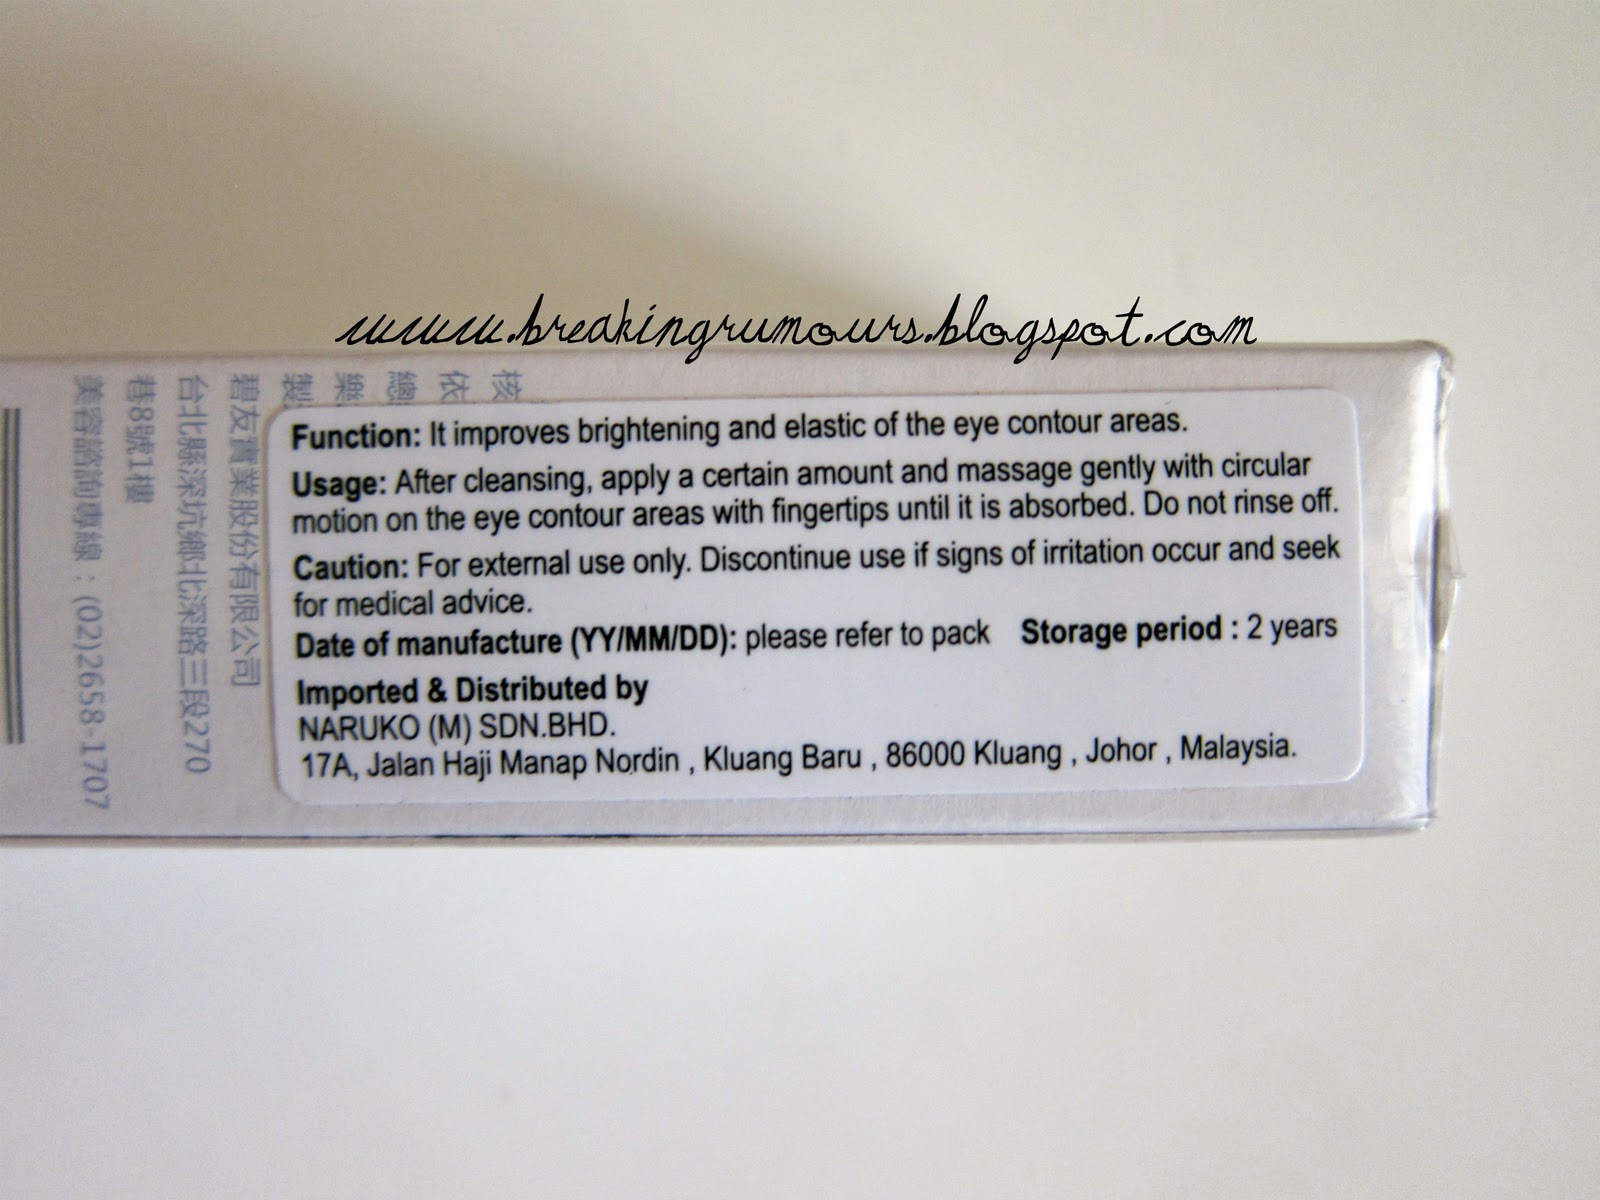 www.breakingrumours.blogspot.com
Function: It improves brightening and elastic of the eye contour areas.
Usage: After cleansing, apply a certain amount and massage gently with circular
motion on the eye contour areas with fingertips until it is absorbed. Do not rinse off.
Caution: For external use only. Discontinue use if signs of irritation occur and seek
for medical advice.
Date of manufacture (YY/MM/DD): please refer to pack Storage period : 2 years
Imported & Distributed by
NARUKO (M) SDN.BHD.
17A, Jalan Haji Manap Nordin , Kluang Baru , 86000 Kluang , Johor , Malaysia.
核
依
總
樂
製
碧友實業股份有限公司
台北縣深坑鄉北深路三段270
巷8號1樓
美容諮詢專線：(02)2658-1707